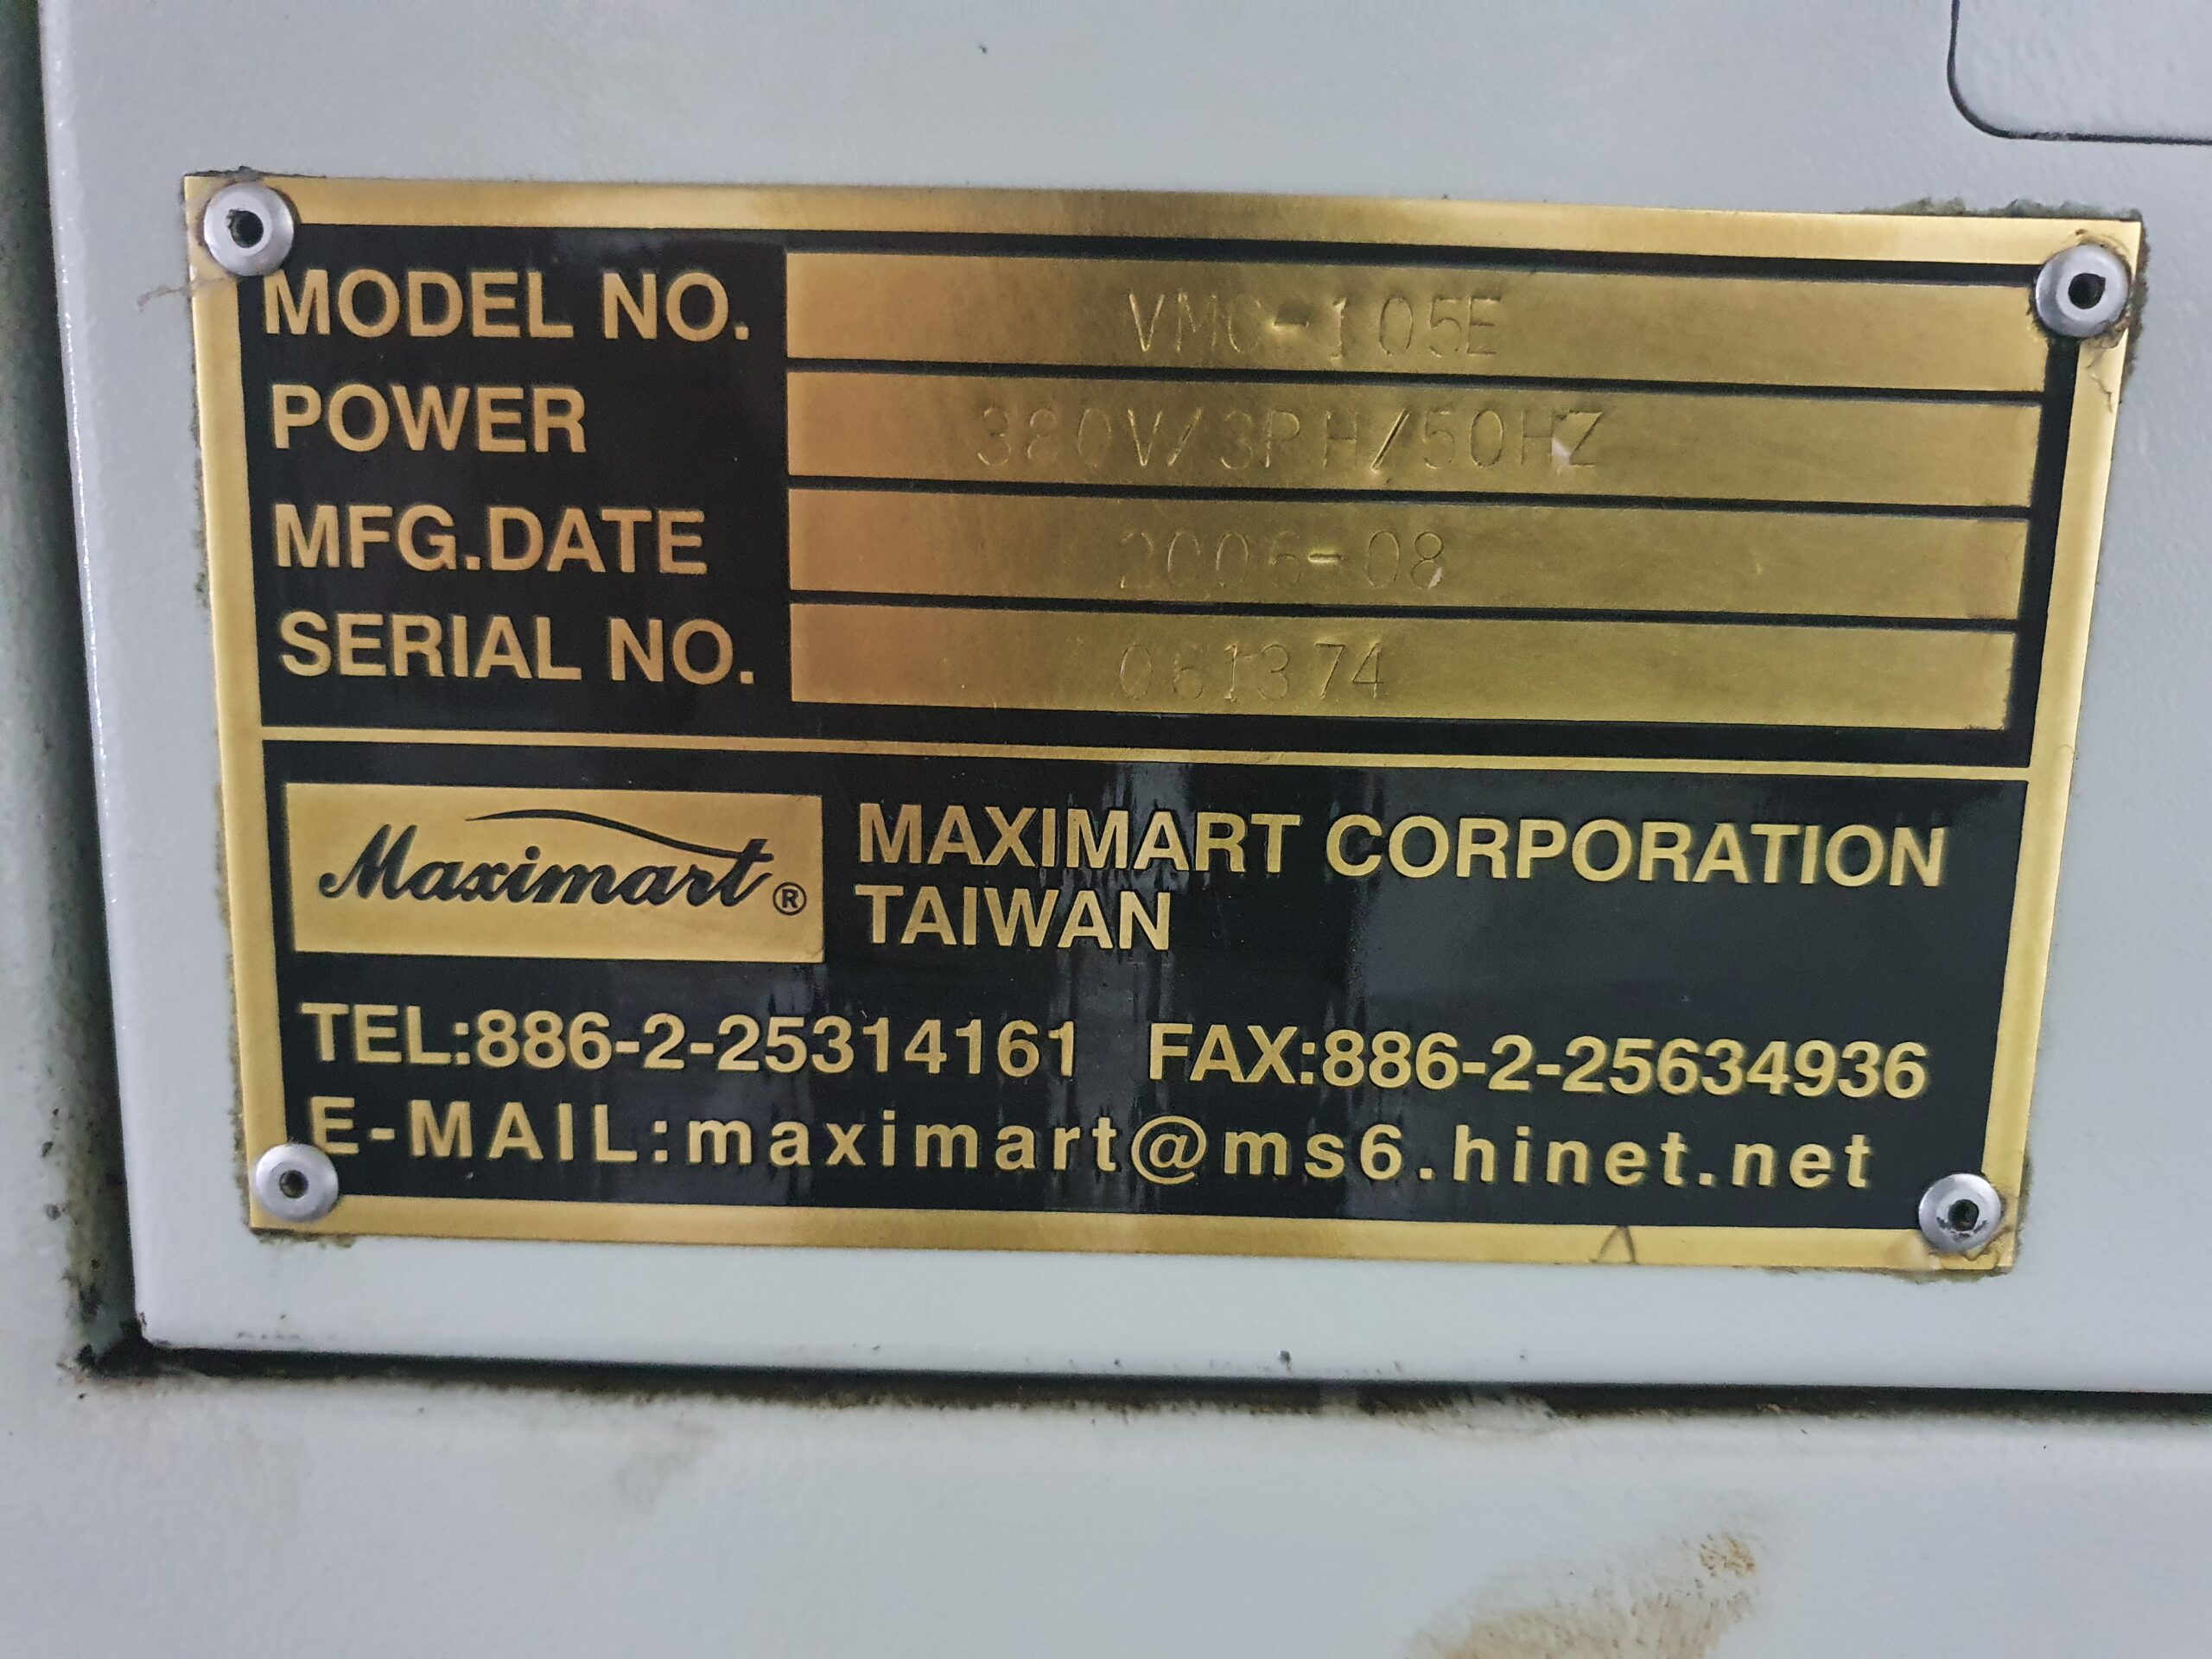 MODEL NO. VMC-105E
POWER 380V/3PH/50HZ
MFG.DATE 2006-08
SERIAL NO. 061374
Maximart®
MAXIMART CORPORATION
TAIWAN
TEL:886-2-25314161 FAX:886-2-25634936
E-MAIL:maximart@ms6.hinet.net